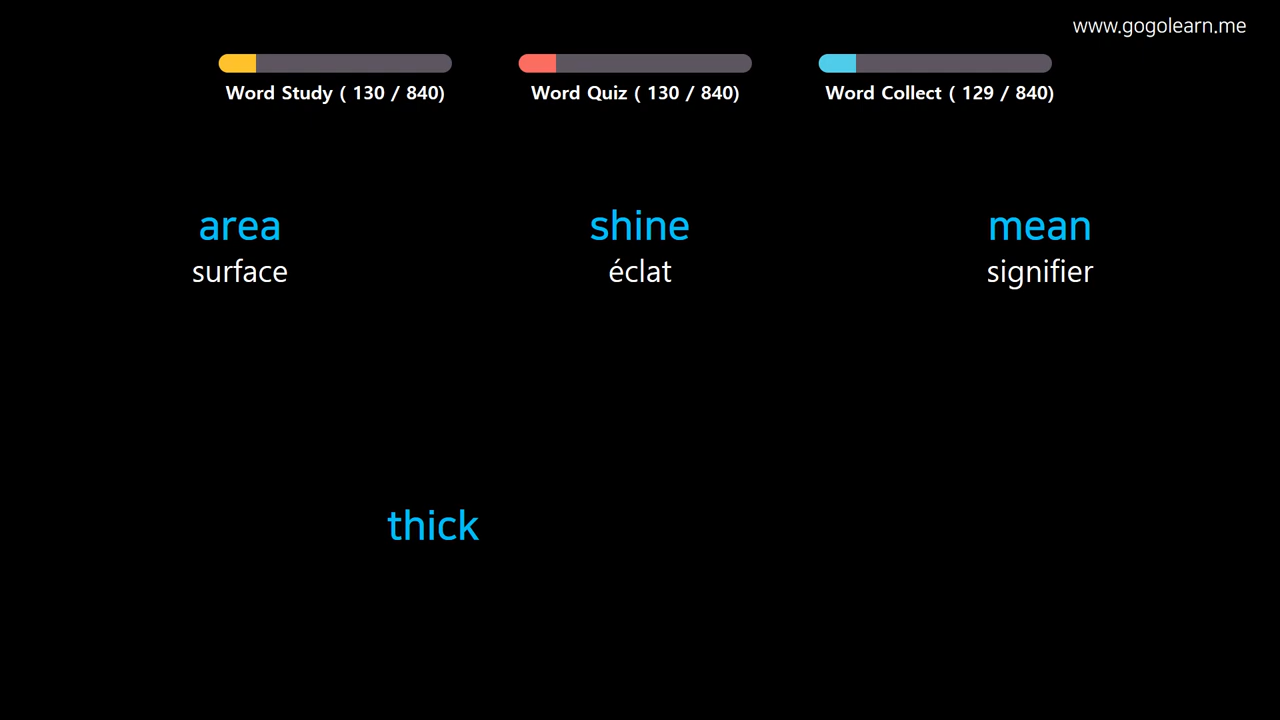 www.gogolearn.me
Word Study ( 130 / 840)
Word Quiz ( 130 / 840)
Word Collect ( 129 / 840)
area
surface
shine
éclat
mean
signifier
thick